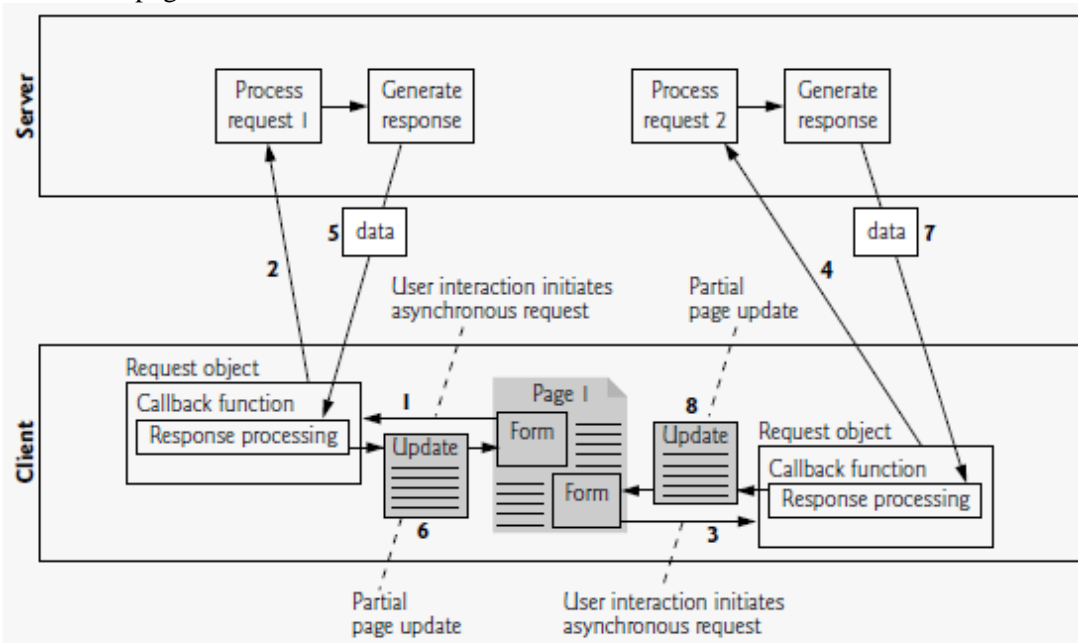 Server
Process
request 1
Generate
response
Process
request 2
Generate
response
5
data
data
7
2
4
User interaction initiates
asynchronous request
Partial
page update
Client
Request object
Callback function
Response processing
1
Update
6
Page 1
Form
Form
8
Update
3
Request object
Callback function
Response processing
Partial
page update
User interaction initiates
asynchronous request